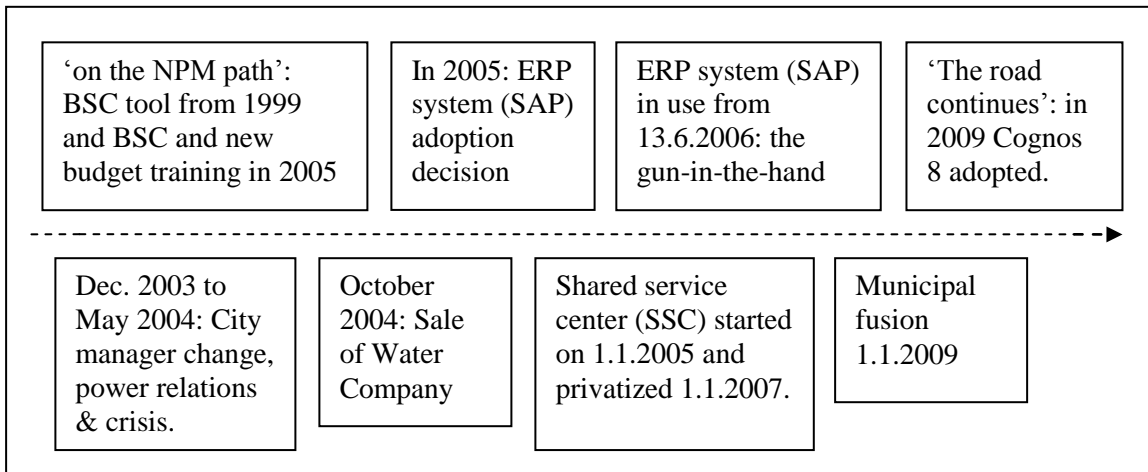 ‘on the NPM path’:
BSC tool from 1999
and BSC and new
budget training in 2005
In 2005: ERP
system (SAP)
adoption
decision
ERP system (SAP)
in use from
13.6.2006: the
gun-in-the-hand
‘The road
continues’: in
2009 Cognos
8 adopted.
Dec. 2003 to
May 2004: City
manager change,
power relations
& crisis.
October
2004: Sale
of Water
Company
Shared service
center (SSC) started
on 1.1.2005 and
privatized 1.1.2007.
Municipal
fusion
1.1.2009